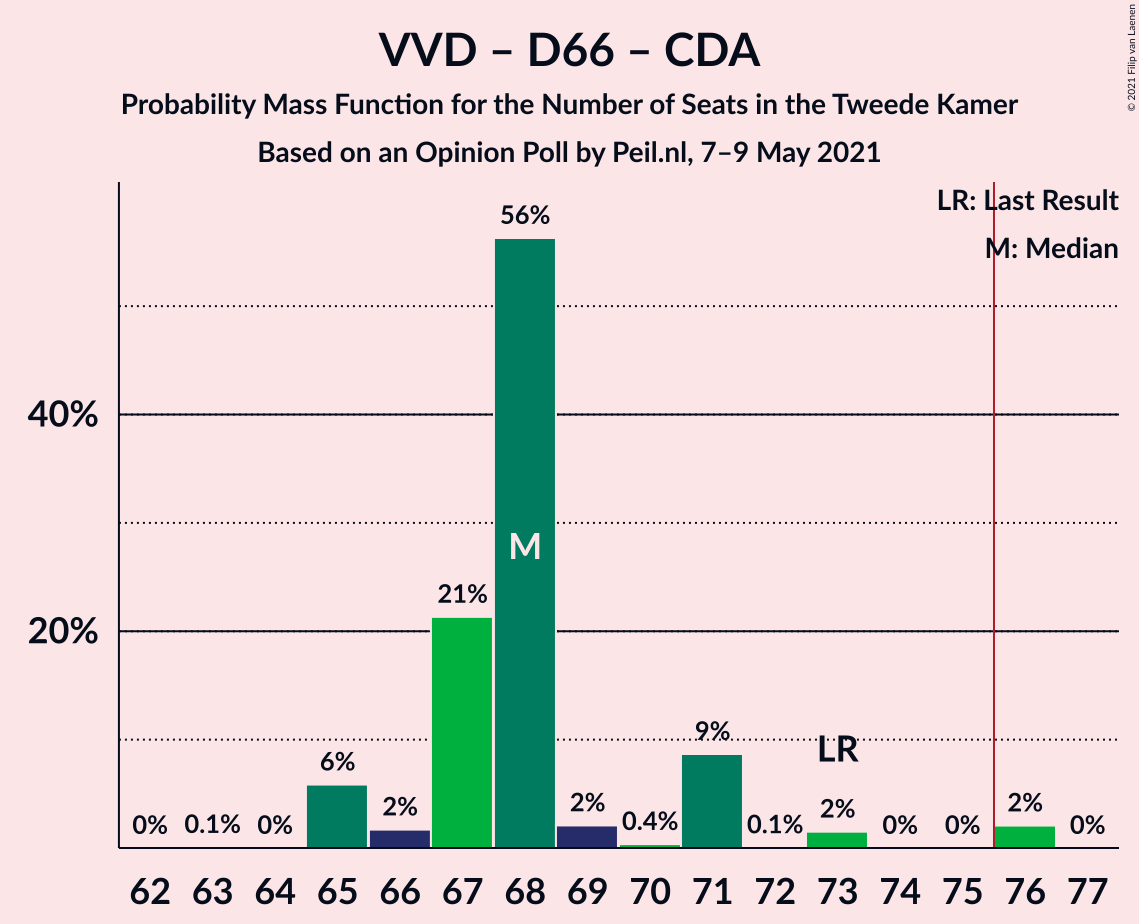 VVD – D66 – CDA
Probability Mass Function for the Number of Seats in the Tweede Kamer
Based on an Opinion Poll by Peil.nl, 7–9 May 2021
© 2021 Filip van Laenen
LR: Last Result
M: Median
56%
40%
M
21%
20%
9%
LR
6%
2%
2%
2%
2%
0%
0.1%
0%
0.4%
0.1%
0%
0%
0%
62 63 64 65 66 67 68 69 70 71 72 73 74 75 76 77